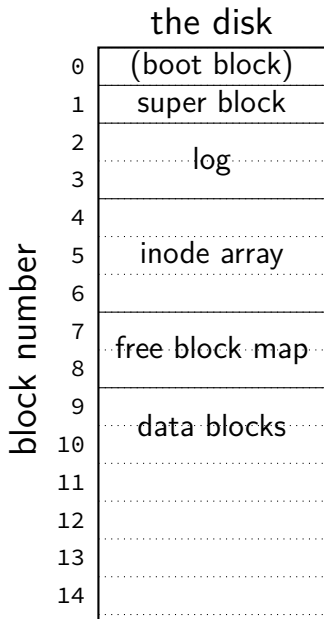 the disk
0 (boot block)
1 super block
2
log
3
4
5 inode array
6
7
free block map
8
9
data blocks
10
11
12
13
14
block number